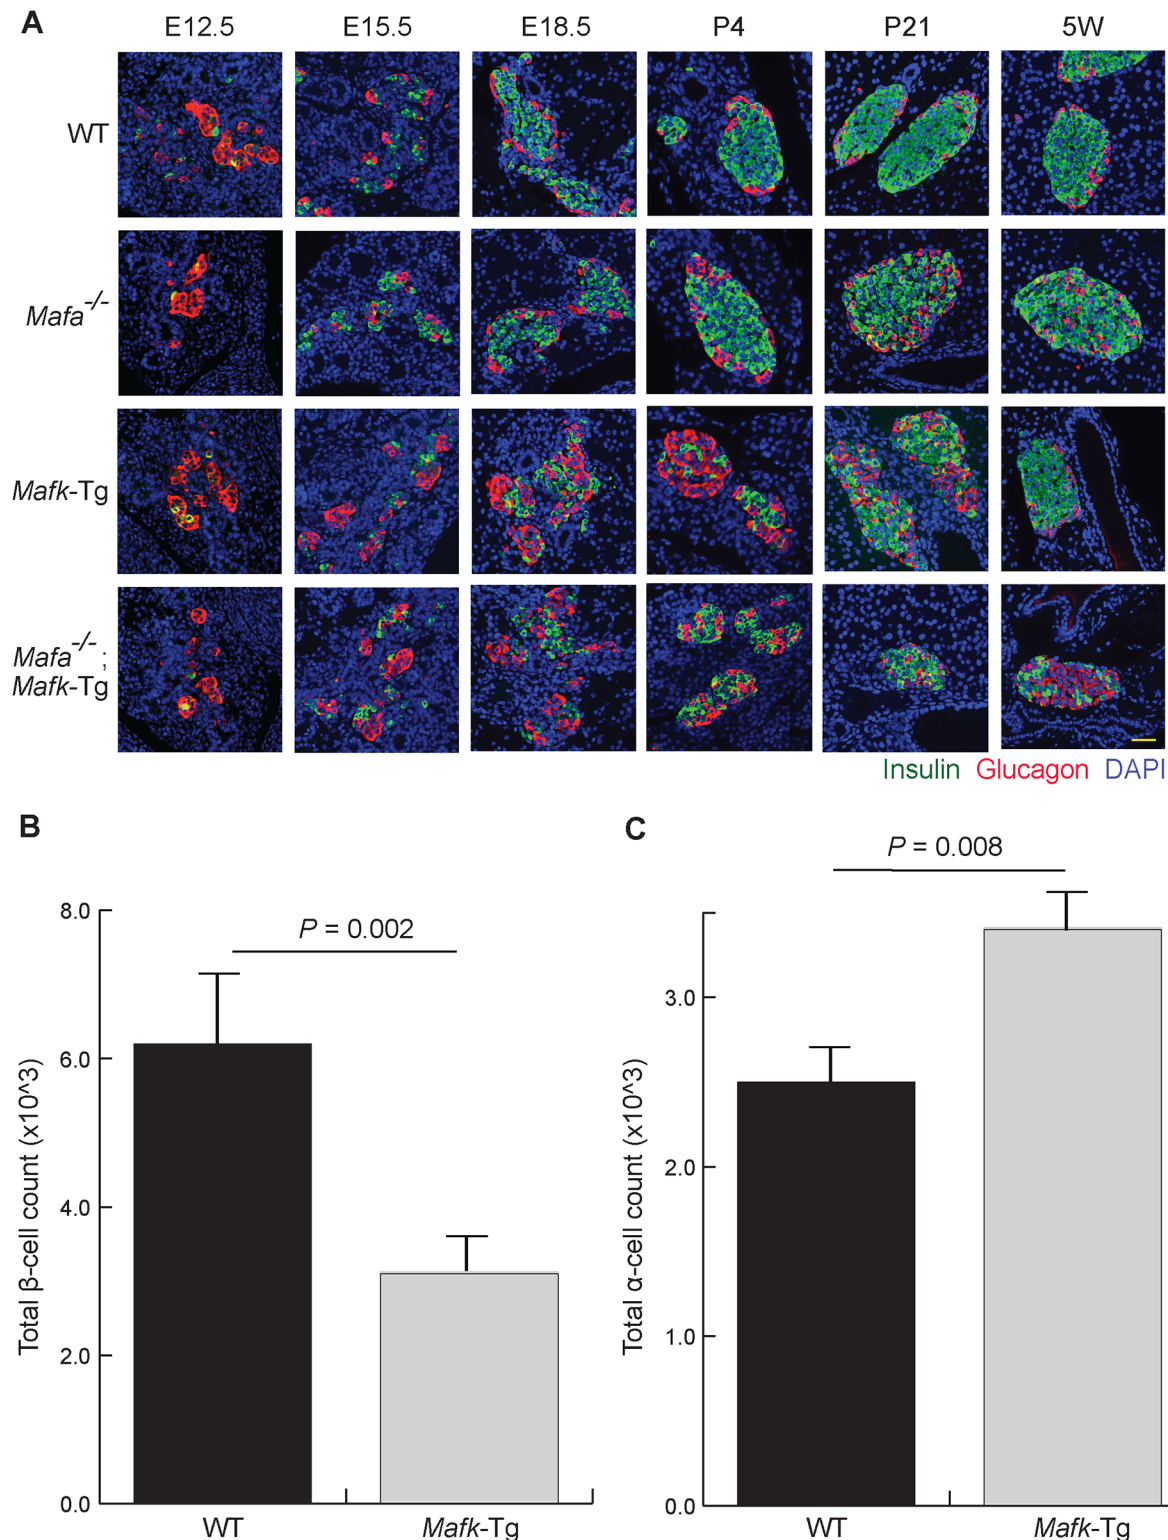 A
E12.5 E15.5 E18.5 P4 P21 5W
WT
Mafa-/-
Mafk-Tg
Mafa-/-;
Mafk-Tg
Insulin Glucagon DAPI
B
P = 0.002
8.0
6.0
4.0
2.0
0.0
Total β-cell count (x10^3)
WT Mafk-Tg
C
P = 0.008
3.0
2.0
1.0
0.0
Total α-cell count (x10^3)
WT Mafk-Tg